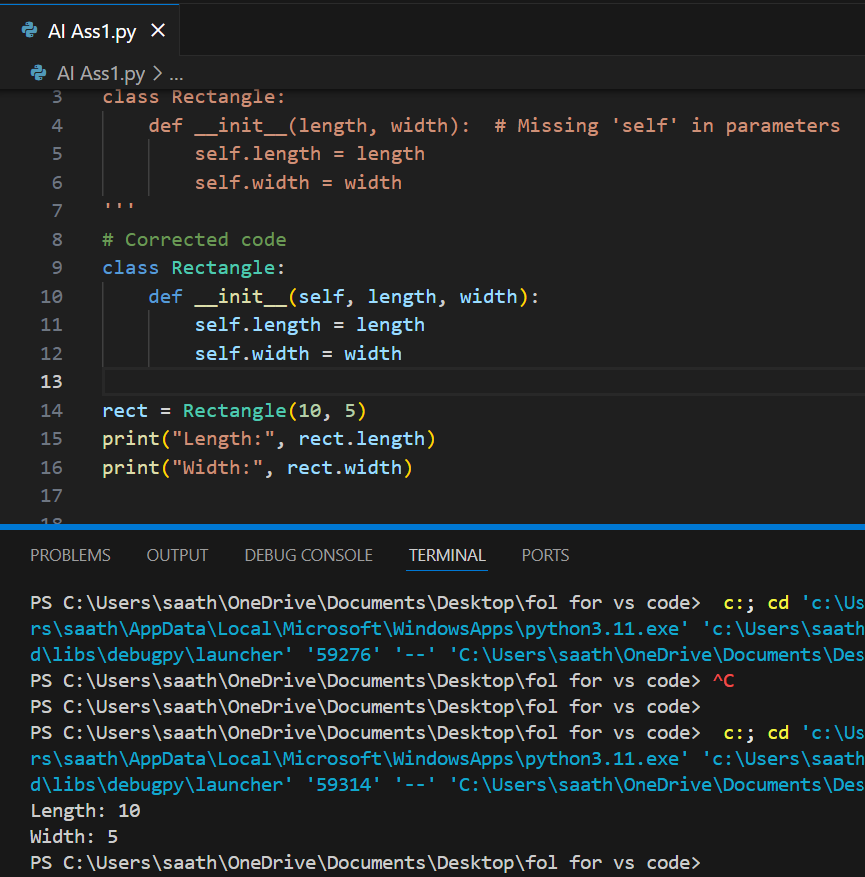 AI Ass1.py ×
AI Ass1.py > ...
3 class Rectangle:
4     def __init__(length, width):  # Missing 'self' in parameters
5         self.length = length
6         self.width = width
7 '''
8 # Corrected code
9 class Rectangle:
10     def __init__(self, length, width):
11         self.length = length
12         self.width = width
13
14 rect = Rectangle(10, 5)
15 print("Length:", rect.length)
16 print("Width:", rect.width)
17
18
PROBLEMS OUTPUT DEBUG CONSOLE TERMINAL PORTS
PS C:\Users\saath\OneDrive\Documents\Desktop\fol for vs code>  c:; cd 'c:\Us
rs\saath\AppData\Local\Microsoft\WindowsApps\python3.11.exe' 'c:\Users\saath
d\libs\debugpy\launcher' '59276' '--' 'C:\Users\saath\OneDrive\Documents\Des
PS C:\Users\saath\OneDrive\Documents\Desktop\fol for vs code> ^C
PS C:\Users\saath\OneDrive\Documents\Desktop\fol for vs code>
PS C:\Users\saath\OneDrive\Documents\Desktop\fol for vs code>  c:; cd 'c:\Us
rs\saath\AppData\Local\Microsoft\WindowsApps\python3.11.exe' 'c:\Users\saath
d\libs\debugpy\launcher' '59314' '--' 'C:\Users\saath\OneDrive\Documents\Des
Length: 10
Width: 5
PS C:\Users\saath\OneDrive\Documents\Desktop\fol for vs code>